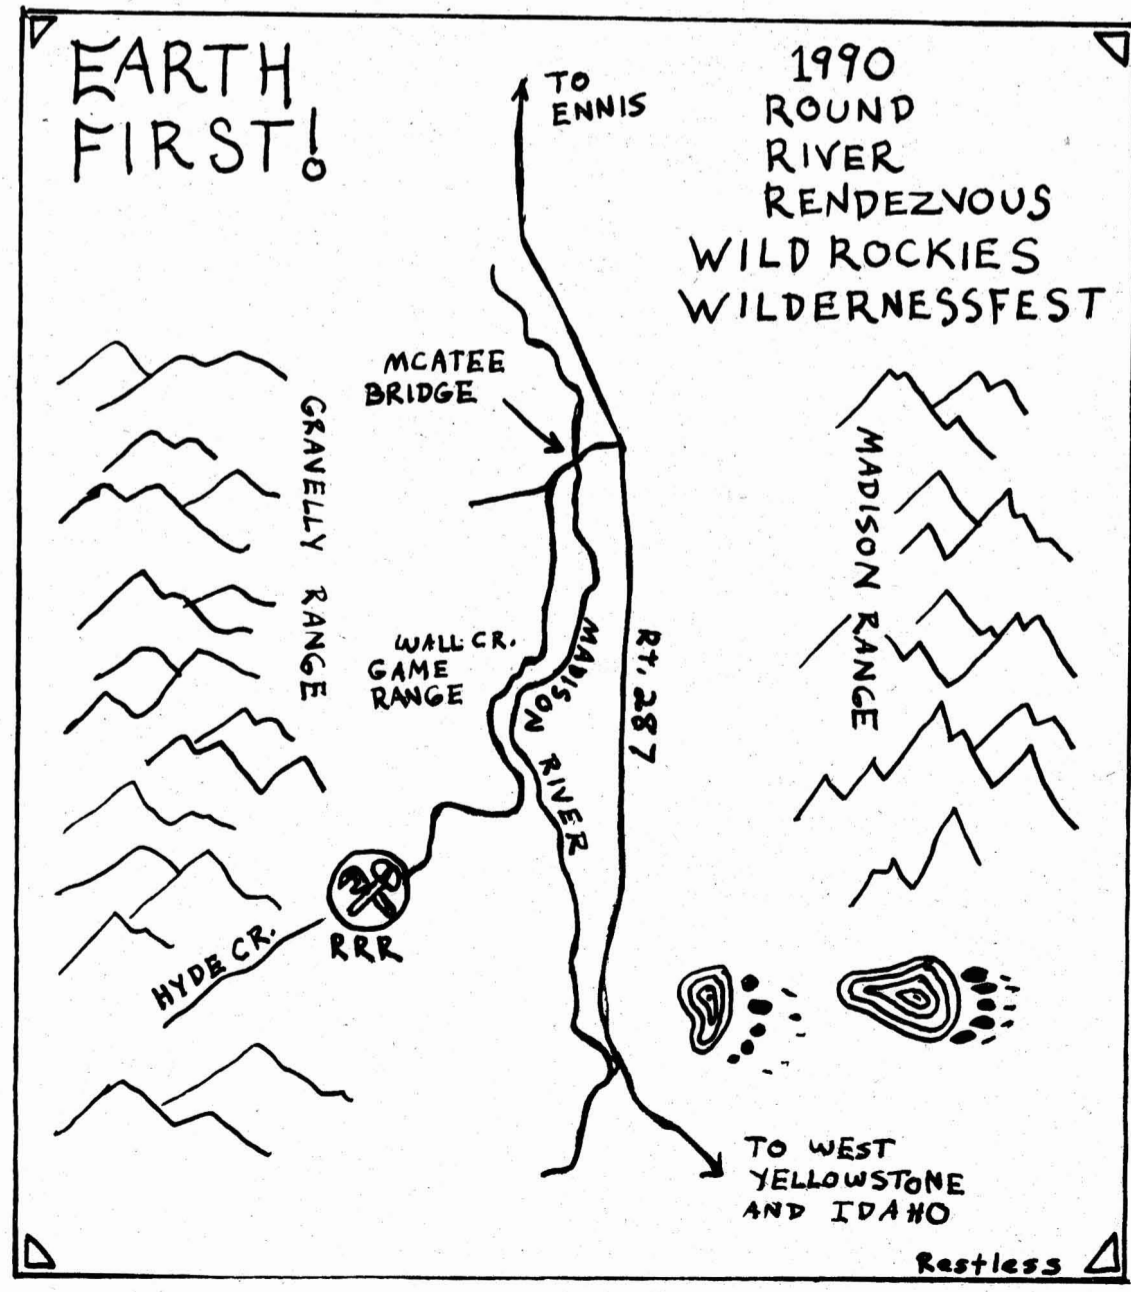 EARTH
FIRST!
TO
ENNIS
1990
ROUND
RIVER
RENDEZVOUS
WILD ROCKIES
WILDERNESSFEST
MCATEE
BRIDGE
GRAVELLY RANGE
MADISON RANGE
WALL CR.
GAME
RANGE
MADISON RIVER
RT. 287
HYDE CR.
RRR
TO WEST
YELLOWSTONE
AND IDAHO
Restless